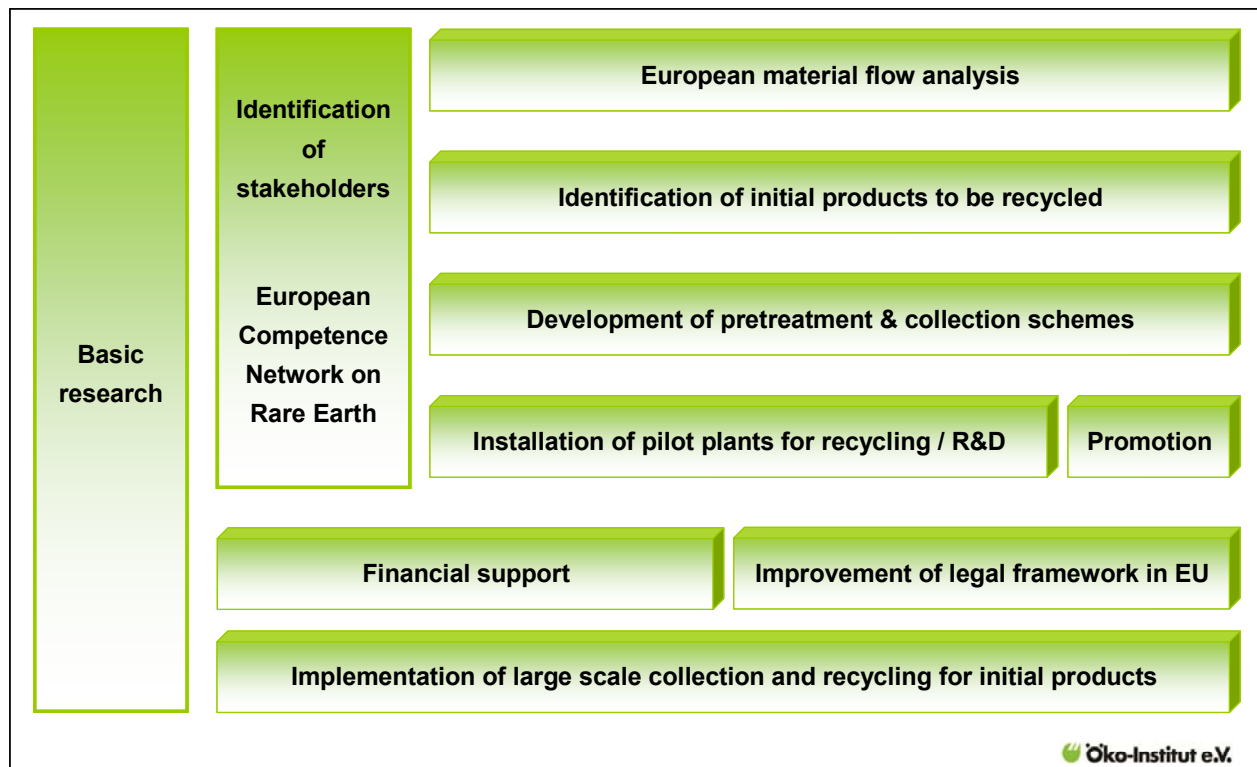 Basic
research
Identification
of
stakeholders
European
Competence
Network on
Rare Earth
European material flow analysis
Identification of initial products to be recycled
Development of pretreatment & collection schemes
Installation of pilot plants for recycling / R&D
Promotion
Financial support
Improvement of legal framework in EU
Implementation of large scale collection and recycling for initial products
Öko-Institut e.V.